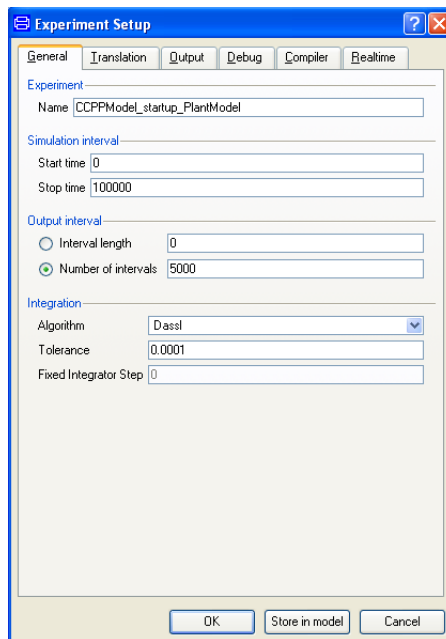 Experiment Setup
General Translation Output Debug Compiler Realtime
Experiment
Name CCPPModel_startup_PlantModel
Simulation interval
Start time 0
Stop time 100000
Output interval
Interval length 0
Number of intervals 5000
Integration
Algorithm Dassl
Tolerance 0.0001
Fixed Integrator Step 0
OK Store in model Cancel